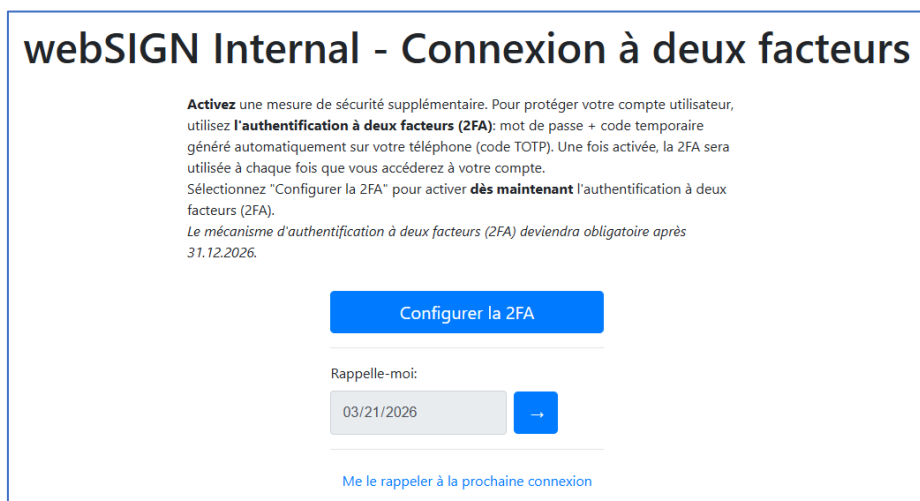 webSIGN Internal - Connexion à deux facteurs
Activez une mesure de sécurité supplémentaire. Pour protéger votre compte utilisateur,
utilisez l'authentification à deux facteurs (2FA): mot de passe + code temporaire
généré automatiquement sur votre téléphone (code TOTP). Une fois activée, la 2FA sera
utilisée à chaque fois que vous accéderez à votre compte.
Sélectionnez "Configurer la 2FA" pour activer dès maintenant l'authentification à deux
facteurs (2FA).
Le mécanisme d'authentification à deux facteurs (2FA) deviendra obligatoire après
31.12.2026.
Configurer la 2FA
Rappelle-moi:
03/21/2026 →
Me le rappeler à la prochaine connexion